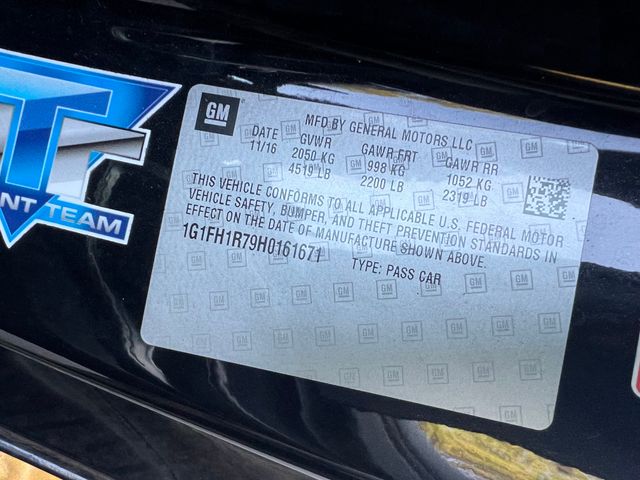 GM
MFD BY GENERAL MOTORS LLC
DATE GVWR GAWR FRT GAWR RR
11/16 2050 KG 998 KG 1052 KG
4519 LB 2200 LB 2319 LB
THIS VEHICLE CONFORMS TO ALL APPLICABLE U.S. FEDERAL MOTOR
VEHICLE SAFETY, BUMPER, AND THEFT PREVENTION STANDARDS IN
EFFECT ON THE DATE OF MANUFACTURE SHOWN ABOVE.
1G1FH1R79H0161671 TYPE: PASS CAR
NT TEAM